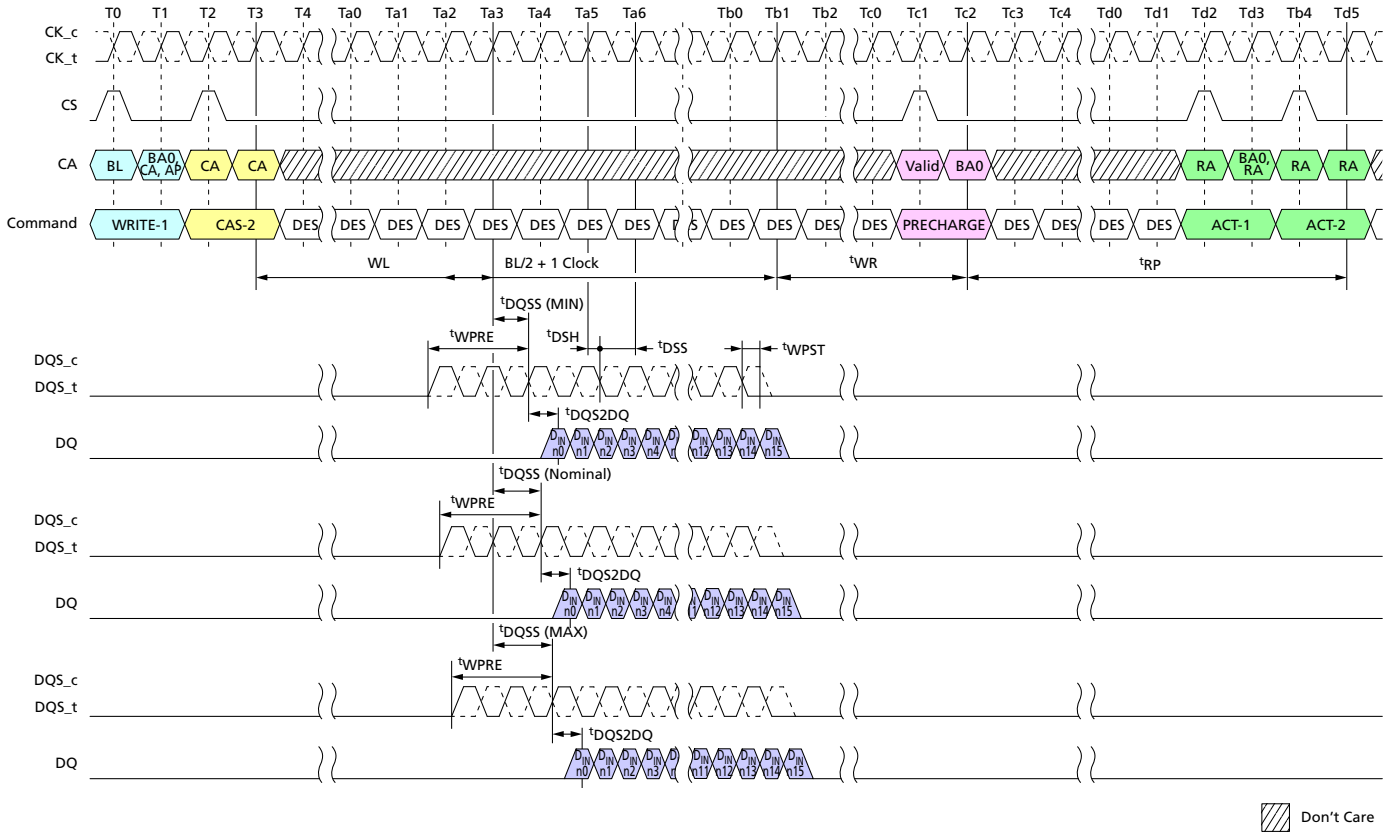 T0 T1 T2 T3 T4 Ta0 Ta1 Ta2 Ta3 Ta4 Ta5 Ta6 Tb0 Tb1 Tb2 Tc0 Tc1 Tc2 Tc3 Tc4 Td0 Td1 Td2 Td3 Tb4 Td5
CK_c
CK_t
CS
CA BL BA0, CA, AP CA CA Valid BA0 RA BA0, RA RA RA
Command WRITE-1 CAS-2 DES DES DES DES DES DES DES DES DES DES DES DES PRECHARGE DES DES DES DES ACT-1 ACT-2
WL BL/2 + 1 Clock tWR tRP
tDQSS (MIN)
tWPRE tDSH tDSS tWPST
DQS_c
DQS_t
tDQS2DQ
DQ DIN n0 DIN n1 DIN n2 DIN n3 DIN n4 DIN n12 DIN n13 DIN n14 DIN n15
tDQSS (Nominal)
tWPRE
DQS_c
DQS_t
tDQS2DQ
DQ DIN n0 DIN n1 DIN n2 DIN n3 DIN n4 DIN n12 DIN n13 DIN n14 DIN n15
tDQSS (MAX)
tWPRE
DQS_c
DQS_t
tDQS2DQ
DQ DIN n0 DIN n1 DIN n2 DIN n3 DIN n11 DIN n12 DIN n13 DIN n14 DIN n15
Don't Care